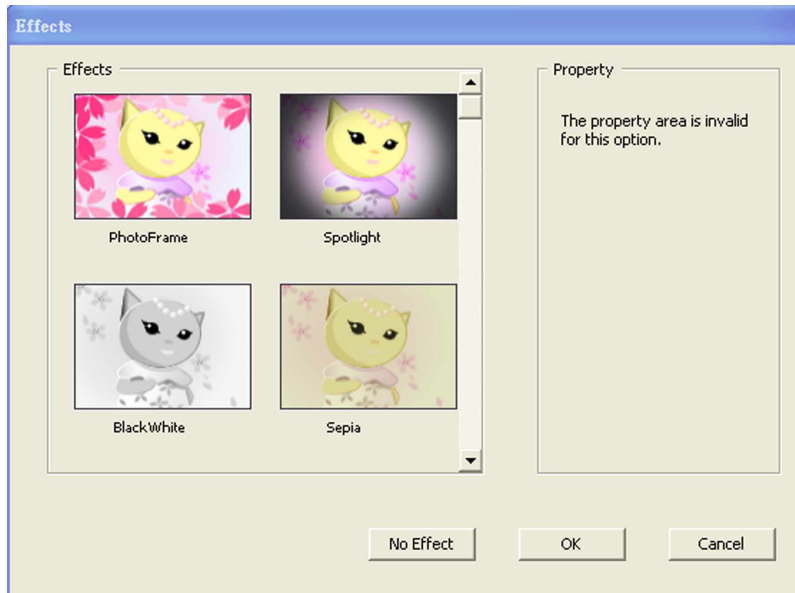 Effects
Effects
PhotoFrame
Spotlight
BlackWhite
Sepia
Property
The property area is invalid
for this option.
No Effect
OK
Cancel